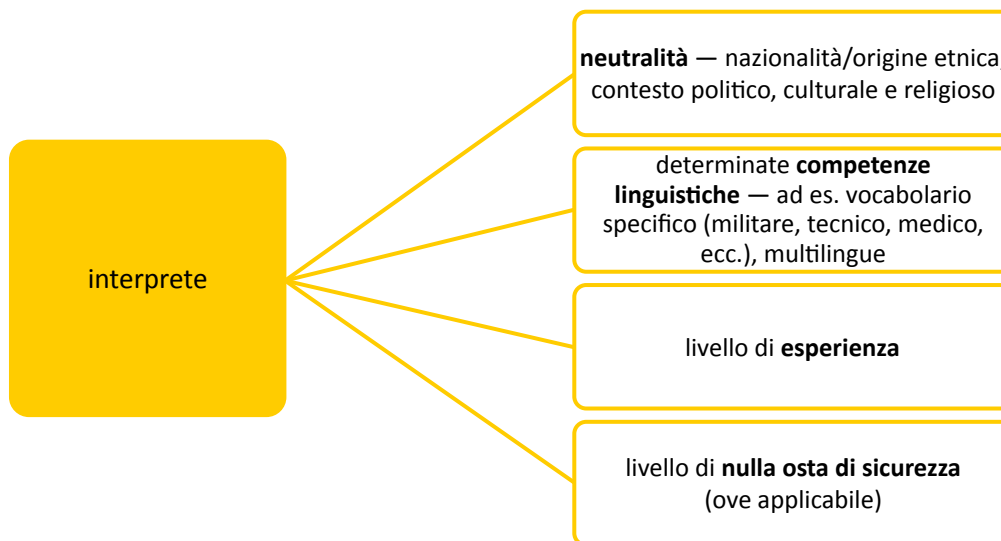 neutralità — nazionalità/origine etnica,
contesto politico, culturale e religioso
determinate competenze
linguistiche — ad es. vocabolario
specifico (militare, tecnico, medico,
ecc.), multilingue
interprete
livello di esperienza
livello di nulla osta di sicurezza
(ove applicabile)